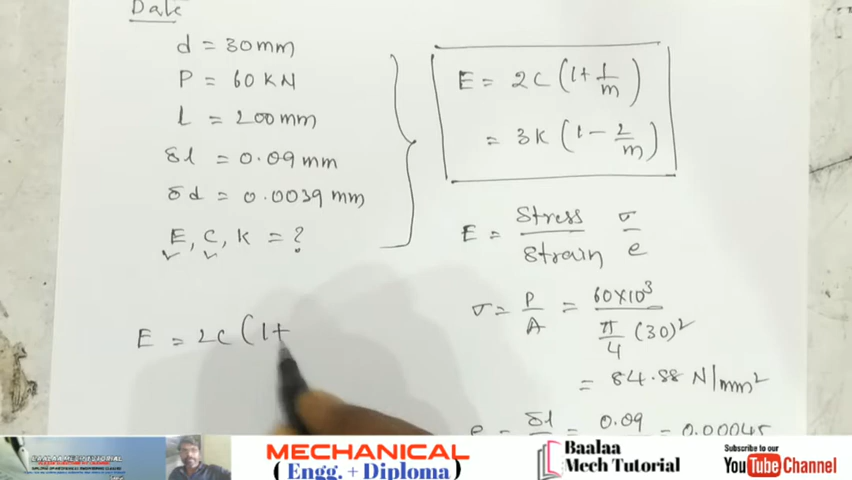 Date
d = 30mm
P = 60 KN
l = 200 mm
δl = 0.09 mm
δd = 0.0039 mm
E, C, K = ?
E = 2C (1+
E = 2C (1 + 1/m)
= 3K (1 - 2/m)
E = Stress/Strain σ/e
σ = P/A = 60×10³ / π/4 (30)²
= 84.88 N/mm²
e = δl = 0.09 = 0.00045
MECHANICAL
(Engg. + Diploma)
Baalaa
Mech Tutorial
Subscribe to our
YouTube Channel